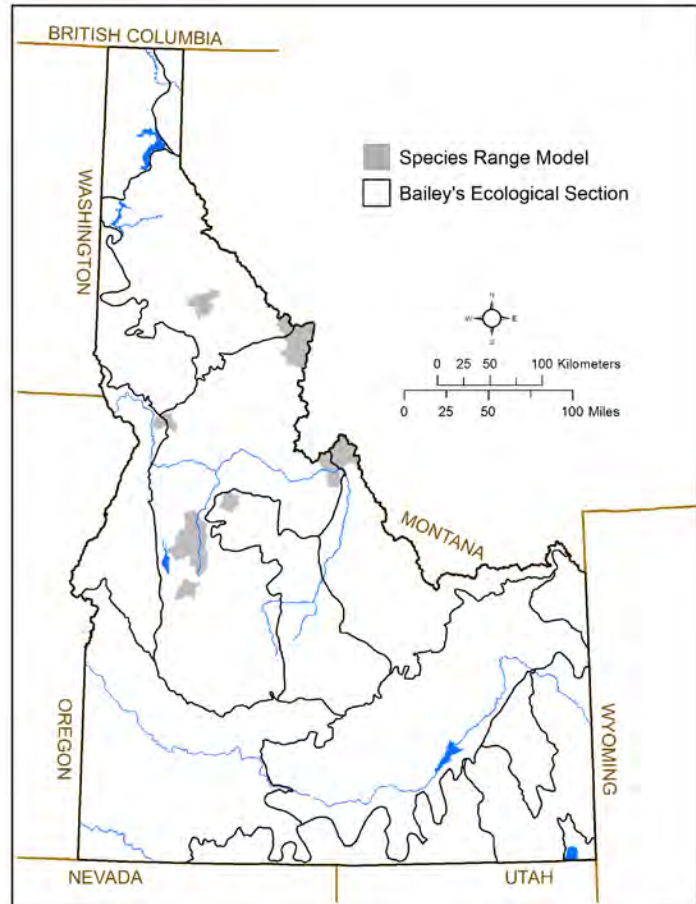 BRITISH COLUMBIA
WASHINGTON
Species Range Model
Bailey's Ecological Section
N
W E
S
0 25 50 100 Kilometers
0 25 50 100 Miles
MONTANA
OREGON
WYOMING
NEVADA
UTAH